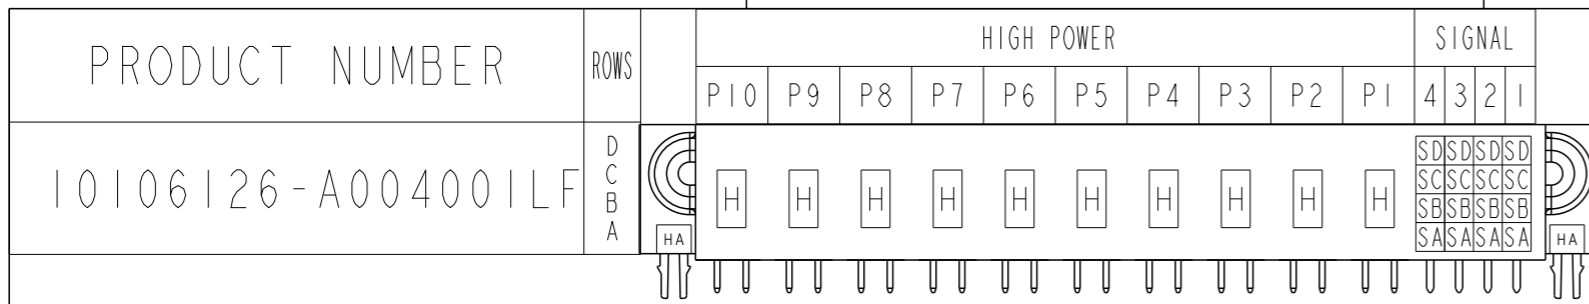 PRODUCT NUMBER ROWS HIGH POWER SIGNAL
P10 P9 P8 P7 P6 P5 P4 P3 P2 P1 4 3 2 1
10106126-A004001LF
D
C
B
A
HA
H H H H H H H H H H
SD SD SD SD
SC SC SC SC
SB SB SB SB
SA SA SA SA
HA